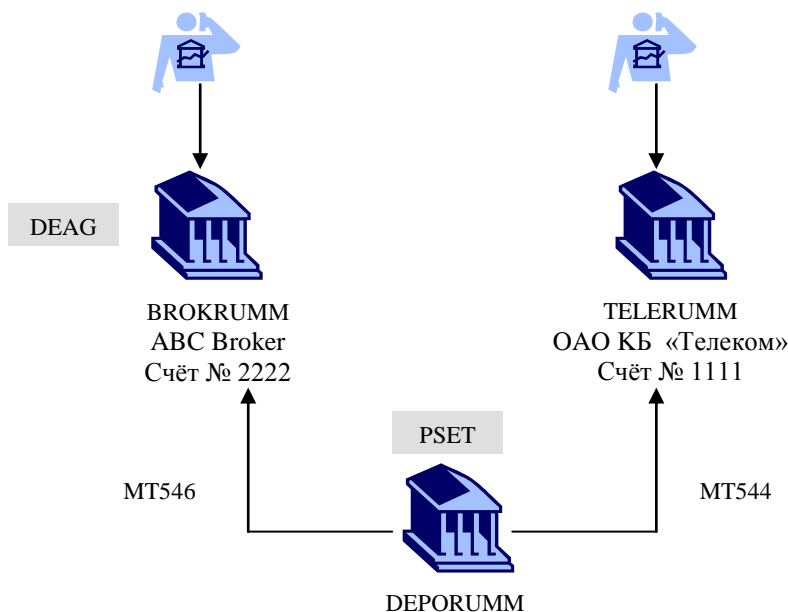 DEAG
BROKRUMM
ABC Broker
Счёт № 2222
TELERUMM
ОАО КБ «Телеком»
Счёт № 1111
PSET
MT546
MT544
DEPORUMM